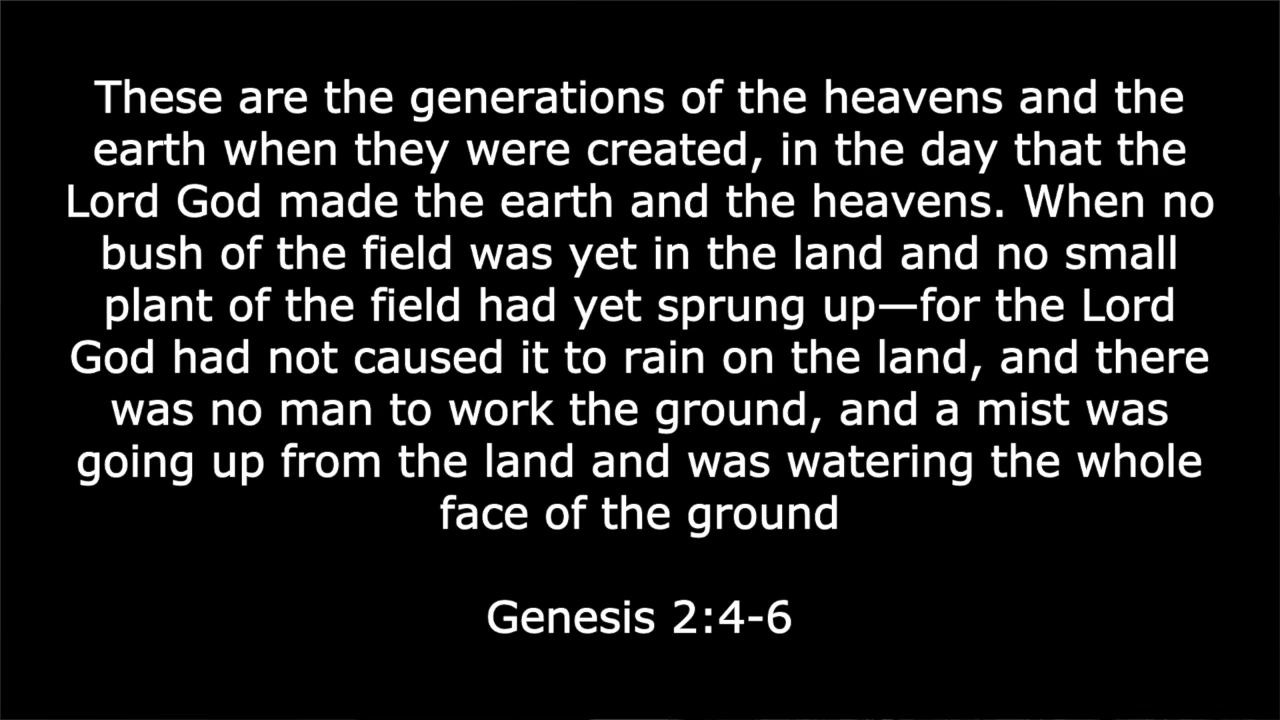 These are the generations of the heavens and the
earth when they were created, in the day that the
Lord God made the earth and the heavens. When no
bush of the field was yet in the land and no small
plant of the field had yet sprung up—for the Lord
God had not caused it to rain on the land, and there
was no man to work the ground, and a mist was
going up from the land and was watering the whole
face of the ground
Genesis 2:4-6